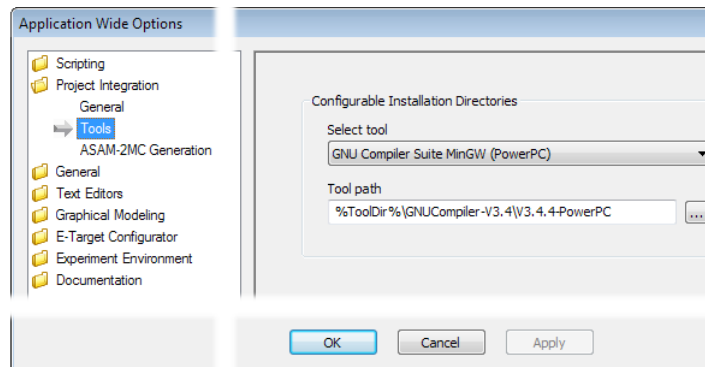 Application Wide Options
Scripting
Project Integration
General
Tools
ASAM-2MC Generation
General
Text Editors
Graphical Modeling
E-Target Configurator
Experiment Environment
Documentation
Configurable Installation Directories
Select tool
GNU Compiler Suite MinGW (PowerPC)
Tool path
%ToolDir%\GNUCompiler-V3.4\V3.4.4-PowerPC
...
OK Cancel Apply